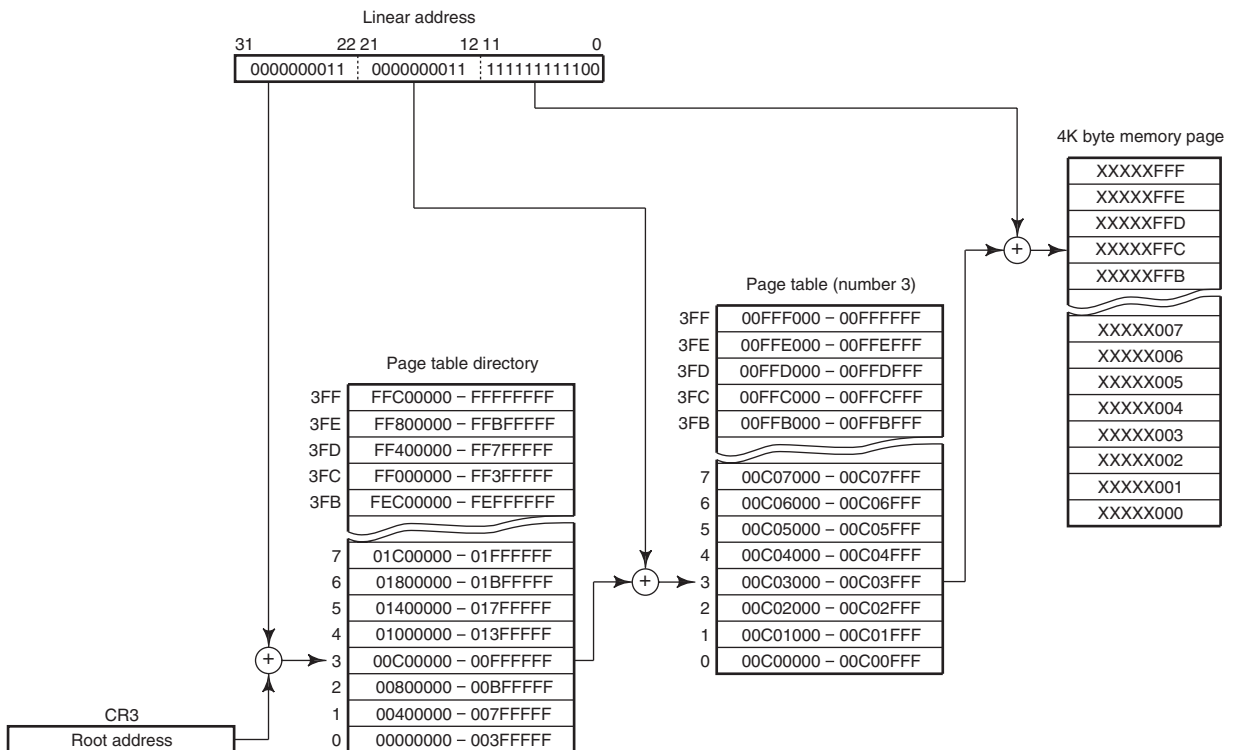 Linear address
31 22 21 12 11 0
0000000011 0000000011 111111111100
4K byte memory page
XXXXXFFF
XXXXXFFE
XXXXXFFD
XXXXXFFC
XXXXXFFB
XXXXX007
XXXXX006
XXXXX005
XXXXX004
XXXXX003
XXXXX002
XXXXX001
XXXXX000
+
Page table (number 3)
3FF 00FFF000 – 00FFFFFF
3FE 00FFE000 – 00FFEFFF
3FD 00FFD000 – 00FFDFFF
3FC 00FFC000 – 00FFCFFF
3FB 00FFB000 – 00FFBFFF
7 00C07000 – 00C07FFF
6 00C06000 – 00C06FFF
5 00C05000 – 00C05FFF
4 00C04000 – 00C04FFF
3 00C03000 – 00C03FFF
2 00C02000 – 00C02FFF
1 00C01000 – 00C01FFF
0 00C00000 – 00C00FFF
+
Page table directory
3FF FFC00000 – FFFFFFFF
3FE FF800000 – FFBFFFFF
3FD FF400000 – FF7FFFFF
3FC FF000000 – FF3FFFFF
3FB FEC00000 – FEFFFFFF
7 01C00000 – 01FFFFFF
6 01800000 – 01BFFFFF
5 01400000 – 017FFFFF
4 01000000 – 013FFFFF
3 00C00000 – 00FFFFFF
2 00800000 – 00BFFFFF
1 00400000 – 007FFFFF
0 00000000 – 003FFFFF
+
CR3
Root address